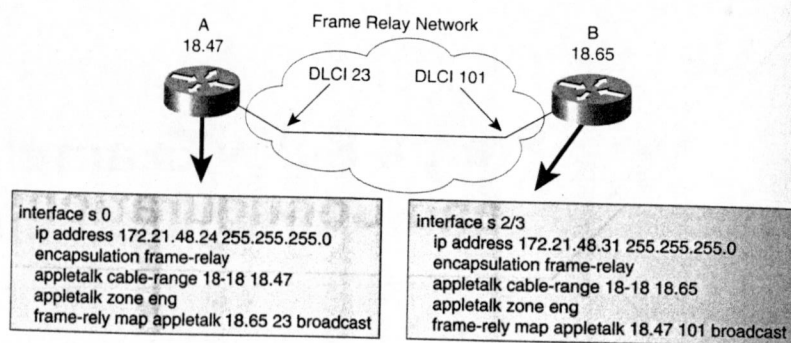 Frame Relay Network
A
18.47
B
18.65
DLCI 23
DLCI 101
interface s 0
ip address 172.21.48.24 255.255.255.0
encapsulation frame-relay
appletalk cable-range 18-18 18.47
appletalk zone eng
frame-rely map appletalk 18.65 23 broadcast
interface s 2/3
ip address 172.21.48.31 255.255.255.0
encapsulation frame-relay
appletalk cable-range 18-18 18.65
appletalk zone eng
frame-rely map appletalk 18.47 101 broadcast